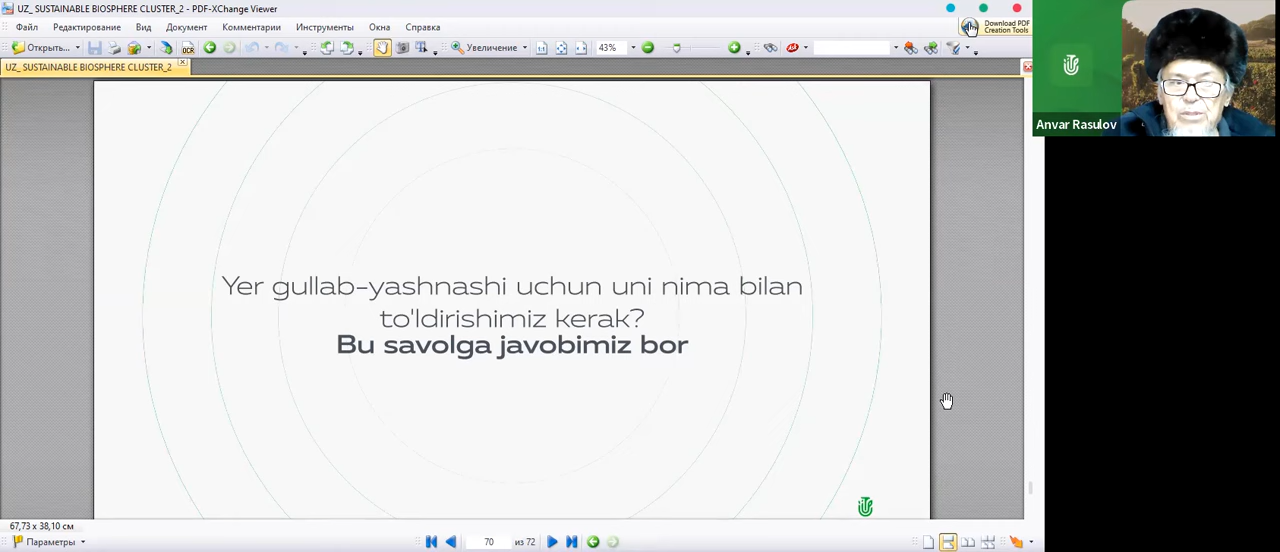 UZ_ SUSTAINABLE BIOSPHERE CLUSTER_2 - PDF-XChange Viewer
Файл Редактирование Вид Документ Комментарии Инструменты Окна Справка
Download PDF
Creation Tools
Открыть... OCR Увеличение 43%
UZ_ SUSTAINABLE BIOSPHERE CLUSTER_2
Anvar Rasulov
Yer gullab-yashnashi uchun uni nima bilan
to'ldirishimiz kerak?
Bu savolga javobimiz bor
67,73 x 38,10 см
Параметры 70 из 72